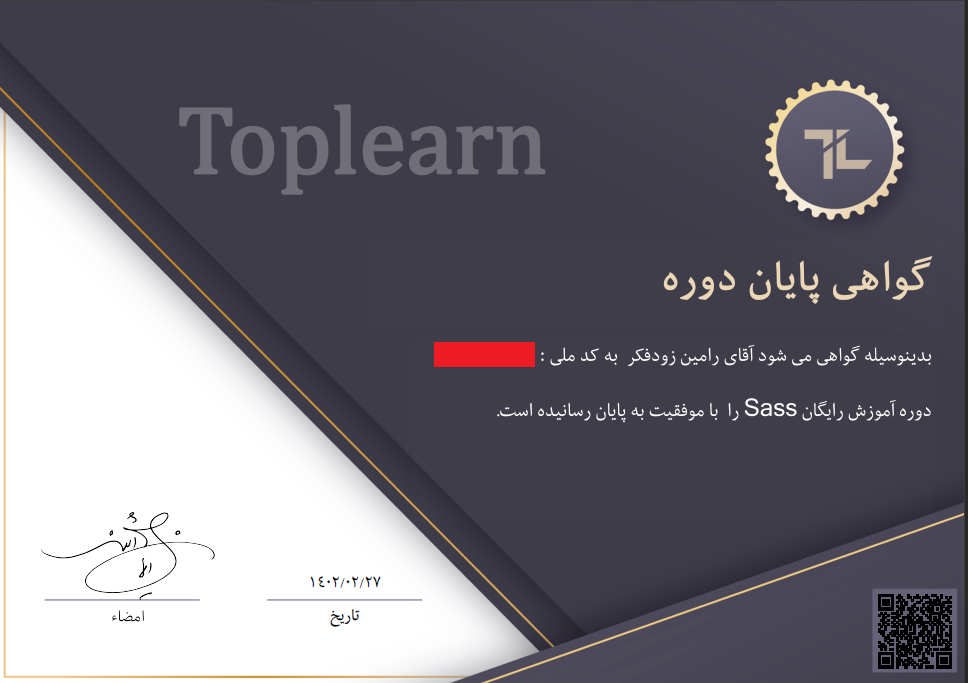 Toplearn
TL
گواهی پایان دوره
بدینوسیله گواهی می شود آقای رامین زودفکر به کد ملی :
دوره آموزش رایگان Sass را با موفقیت به پایان رسانیده است.
۱٤۰۲/۰۲/۲۷
تاریخ
امضاء